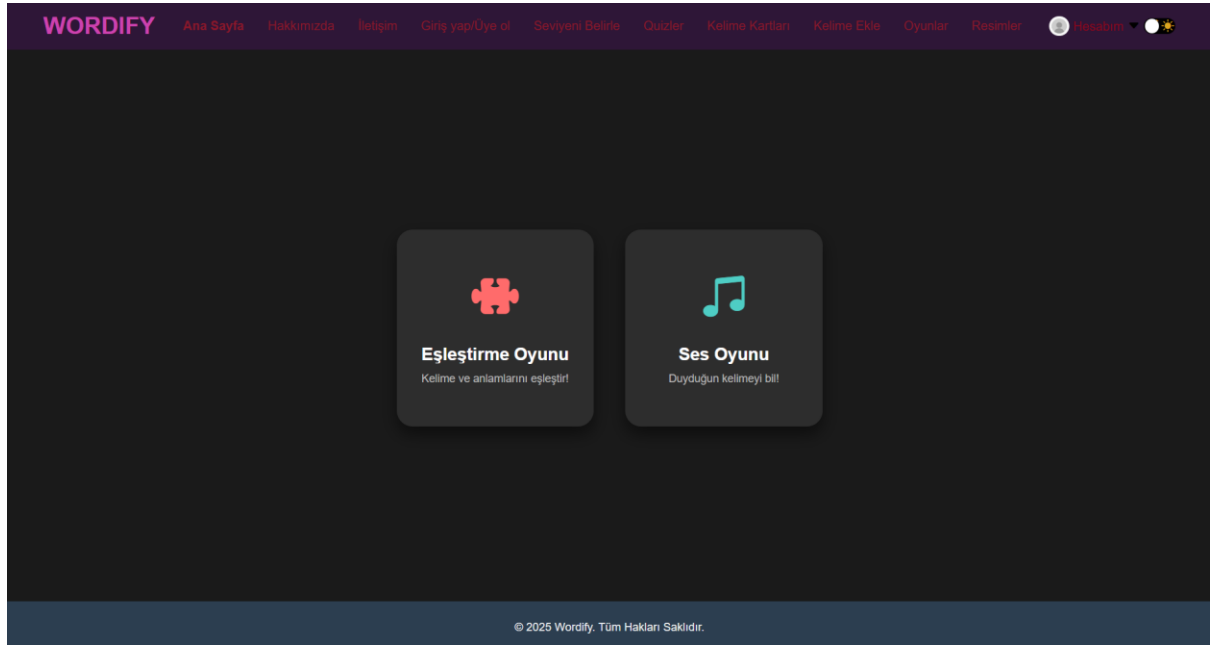 WORDIFY Ana Sayfa Hakkımızda İletişim Giriş yap/Üye ol Seviyeni Belirle Quizler Kelime Kartları Kelime Ekle Oyunlar Resimler Hesabım
Eşleştirme Oyunu
Kelime ve anlamlarını eşleştir!
Ses Oyunu
Duyduğun kelimeyi bil!
© 2025 Wordify. Tüm Hakları Saklıdır.